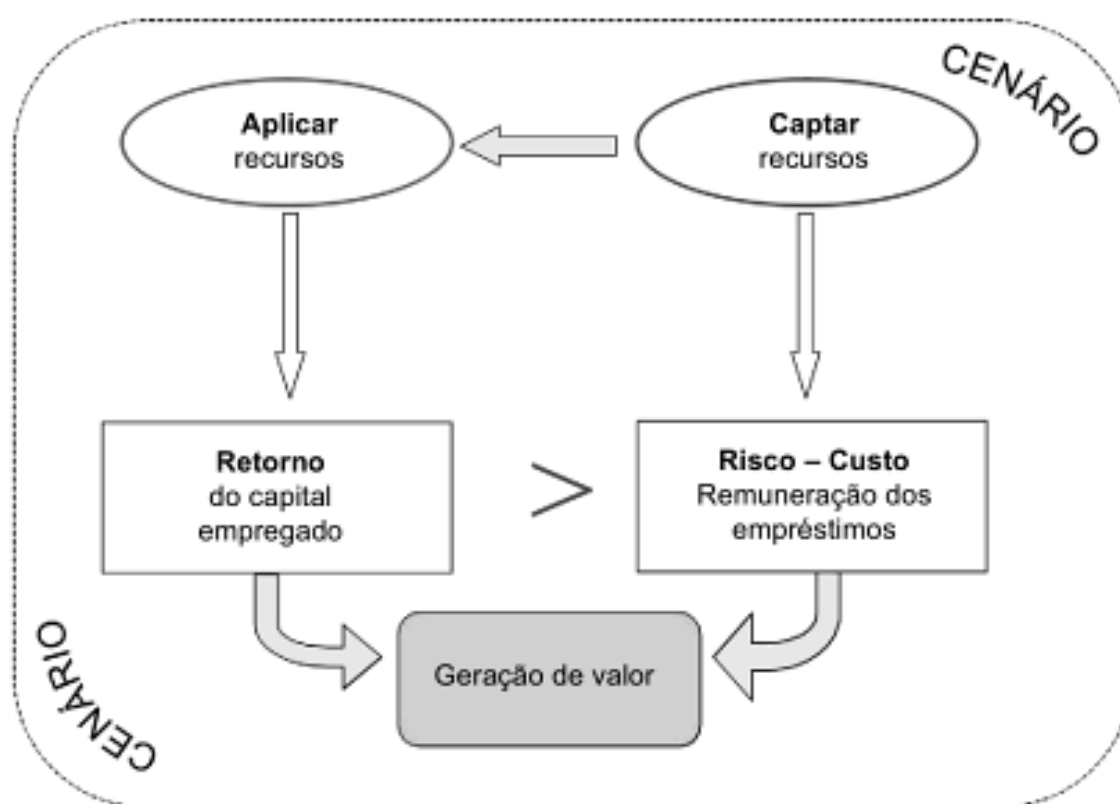 CENÁRIO
Aplicar
recursos
Captar
recursos
Retorno
do capital
empregado
>
Risco – Custo
Remuneração dos
empréstimos
Geração de valor
CENÁRIO